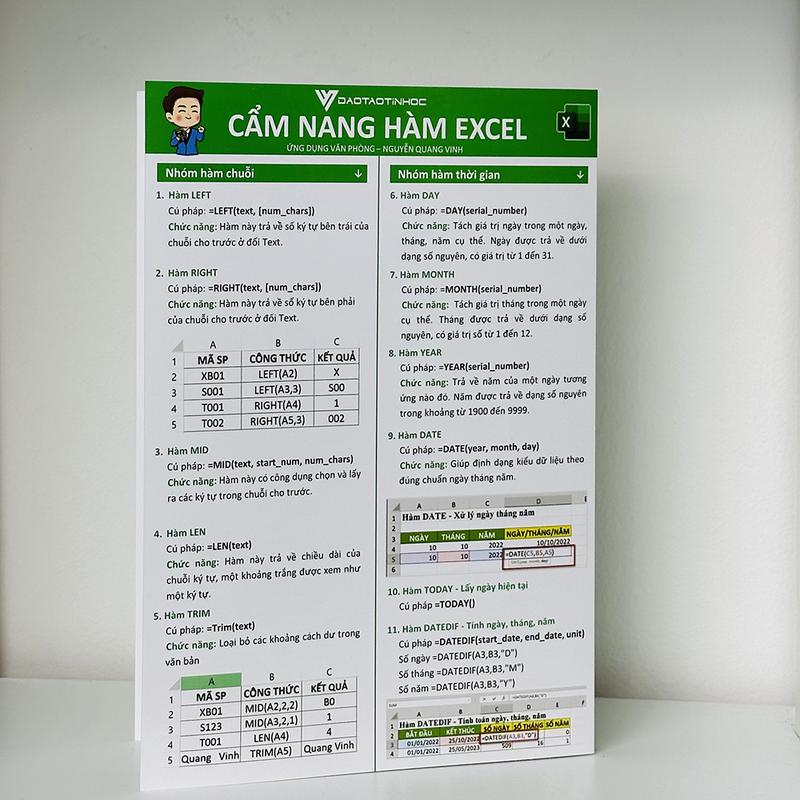 DAOTAOTINHOC
CẨM NANG HÀM EXCEL
ỨNG DỤNG VĂN PHÒNG – NGUYỄN QUANG VINH
X
Nhóm hàm chuỗi ↓
1. Hàm LEFT
Cú pháp: =LEFT(text, [num_chars])
Chức năng: Hàm này trả về số ký tự bên trái của
chuỗi cho trước ở đối Text.
2. Hàm RIGHT
Cú pháp: =RIGHT(text, [num_chars])
Chức năng: Hàm này trả về số ký tự bên phải
của chuỗi cho trước ở đối Text.
A B C
1 MÃ SP CÔNG THỨC KẾT QUẢ
2 XB01 LEFT(A2) X
3 S001 LEFT(A3,3) S00
4 T001 RIGHT(A4) 1
5 T002 RIGHT(A5,3) 002
3. Hàm MID
Cú pháp: =MID(text, start_num, num_chars)
Chức năng: Hàm này có công dụng chọn và lấy
ra các ký tự trong chuỗi cho trước.
4. Hàm LEN
Cú pháp: =LEN(text)
Chức năng: Hàm này trả về chiều dài của
chuỗi ký tự, một khoảng trắng được xem như
một ký tự.
5. Hàm TRIM
Cú pháp: =Trim(text)
Chức năng: Loại bỏ các khoảng cách dư trong
văn bản
A B C
1 MÃ SP CÔNG THỨC KẾT QUẢ
2 XB01 MID(A2,2,2) B0
3 S123 MID(A3,2,1) 1
4 T001 LEN(A4) 4
5 Quang Vinh TRIM(A5) Quang Vinh
Nhóm hàm thời gian ↓
6. Hàm DAY
Cú pháp: =DAY(serial_number)
Chức năng: Tách giá trị ngày trong một ngày,
tháng, năm cụ thể. Ngày được trả về dưới
dạng số nguyên, có giá trị từ 1 đến 31.
7. Hàm MONTH
Cú pháp: =MONTH(serial_number)
Chức năng: Tách giá trị tháng trong một ngày
cụ thể. Tháng được trả về dưới dạng số
nguyên, có giá trị số từ 1 đến 12.
8. Hàm YEAR
Cú pháp: =YEAR(serial_number)
Chức năng: Trả về năm của một ngày tương
ứng nào đó. Năm được trả về dạng số nguyên
trong khoảng từ 1900 đến 9999.
9. Hàm DATE
Cú pháp: =DATE(year, month, day)
Chức năng: Giúp định dạng kiểu dữ liệu theo
đúng chuẩn ngày tháng năm.
A B C D E
1 Hàm DATE - Xử lý ngày tháng năm
2
3 NGÀY THÁNG NĂM NGÀY/THÁNG/NĂM
4 10 10 2022 10/10/2022
5 10 10 2022 =DATE(C5,B5,A5)
6
10. Hàm TODAY - Lấy ngày hiện tại
Cú pháp =TODAY()
11. Hàm DATEDIF - Tính ngày, tháng, năm
Cú pháp =DATEDIF(start_date, end_date, unit)
Số ngày =DATEDIF(A3,B3,"D")
Số tháng =DATEDIF(A3,B3,"M")
Số năm =DATEDIF(A3,B3,"Y")
A B C D E F
1 Hàm DATEDIF - Tính toán ngày, tháng, năm
2 BẮT ĐẦU KẾT THÚC SỐ NGÀY SỐ THÁNG SỐ NĂM
3 01/01/2022 25/10/2022 =DATEDIF(A3,B3,"D") 0
4 01/01/2022 25/05/2023 509 16 1